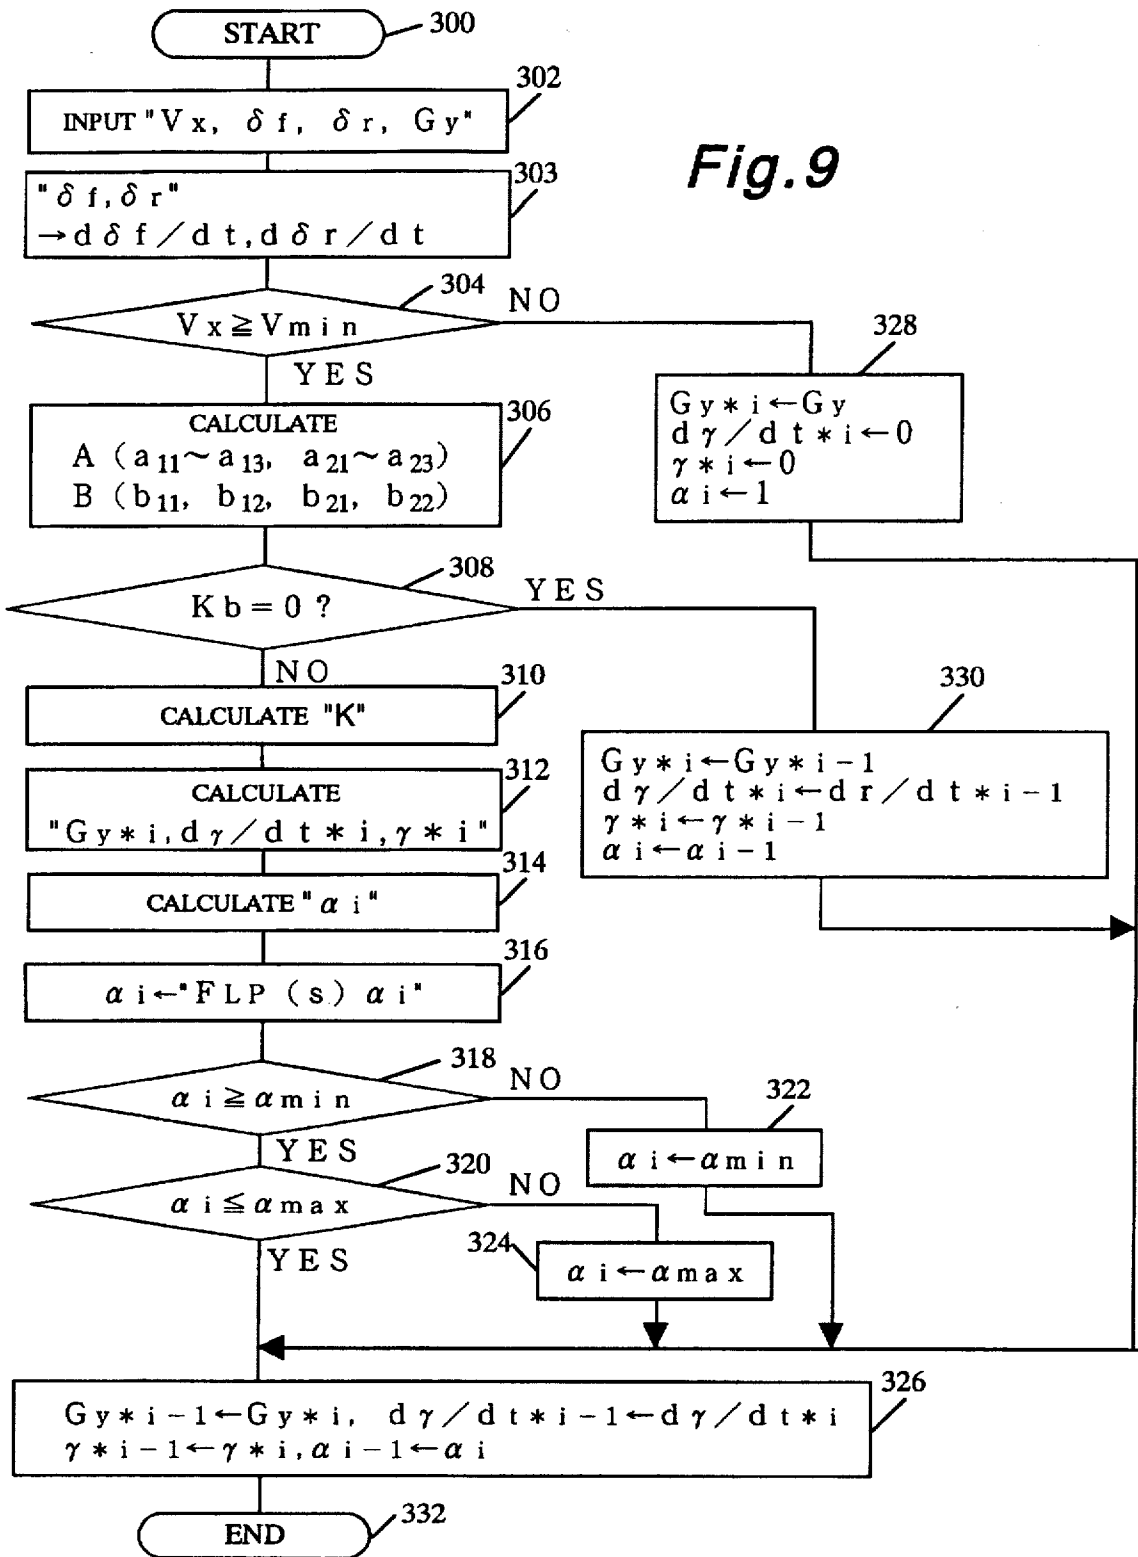 START
300
302
INPUT "Vx, δf, δr, Gy"
Fig.9
303
"δf, δr"
→dδf/dt, dδr/dt
304
NO
Vx≧Vmin
YES
328
Gy*i←Gy
dγ/dt*i←0
γ*i←0
αi←1
306
CALCULATE
A (a11~a13, a21~a23)
B (b11, b12, b21, b22)
308
YES
Kb=0?
NO
310
CALCULATE "K"
330
Gy*i←Gy*i-1
dγ/dt*i←dr/dt*i-1
γ*i←γ*i-1
αi←αi-1
312
CALCULATE
"Gy*i, dγ/dt*i, γ*i"
314
CALCULATE "αi"
316
αi←"FLP(s) αi"
318
NO
αi≧αmin
YES
322
αi←αmin
320
NO
αi≦αmax
YES
324
αi←αmax
326
Gy*i-1←Gy*i, dγ/dt*i-1←dγ/dt*i
γ*i-1←γ*i, αi-1←αi
END
332